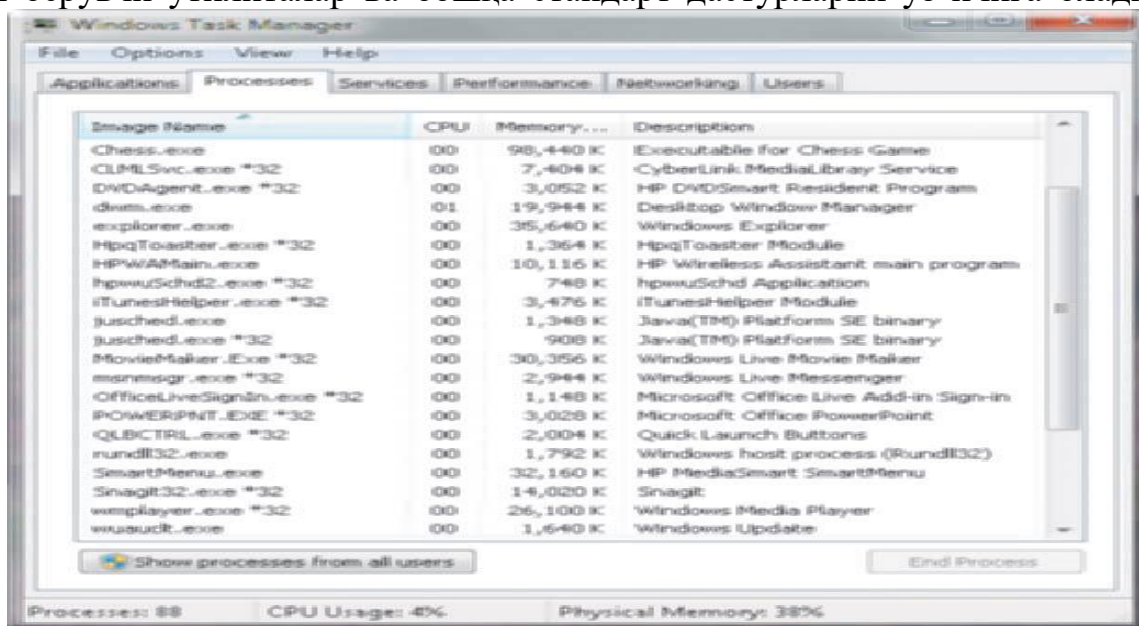 Windows Task Manager
File Options View Help
Applications Processes Services Performance Networking Users
Image Name CPU Memory.... Description
Chess.exe 00 98,440 K Executable for Chess Game
CLMLSvc.exe *32 00 7,404 K CyberLink MediaLibray Service
DVDAgent.exe *32 00 3,052 K HP DVDSmart Resident Program
dwm.exe 01 19,944 K Desktop Window Manager
explorer.exe 00 35,640 K Windows Explorer
HpqToaster.exe *32 00 1,364 K HpqToaster Module
HPWAMain.exe 00 10,116 K HP Wireless Assistant main program
hpwuSchd2.exe *32 00 748 K hpwuSchd Application
iTunesHelper.exe *32 00 3,476 K iTunesHelper Module
jusched.exe 00 1,348 K Java(TM) Platform SE binary
jusched.exe *32 00 908 K Java(TM) Platform SE binary
MovieMaker.Exe *32 00 30,356 K Windows Live Movie Maker
msnmsgr.exe *32 00 2,944 K Windows Live Messenger
OfficeLiveSignIn.exe *32 00 1,148 K Microsoft Office Live Add-in Sign-in
POWERPNT.EXE *32 00 3,028 K Microsoft Office PowerPoint
QLBCTRL.exe *32 00 2,004 K Quick Launch Buttons
rundll32.exe 00 1,792 K Windows host process (Rundll32)
SmartMenu.exe 00 32,160 K HP MediaSmart SmartMenu
Snagit32.exe *32 00 14,020 K Snagit
wmplayer.exe *32 00 26,100 K Windows Media Player
wuauclt.exe 00 1,640 K Windows Update
Show processes from all users End Process
Processes: 88 CPU Usage: 4% Physical Memory: 38%